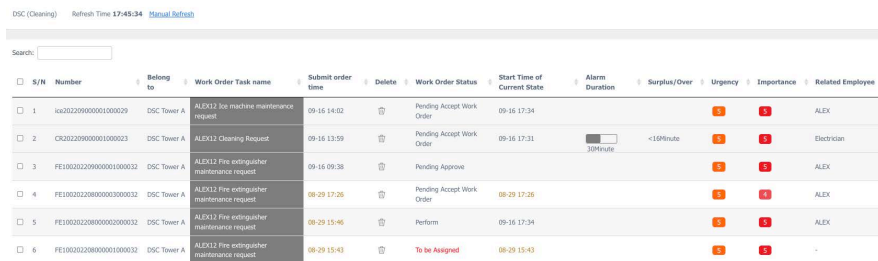 DSC (Cleaning) Refresh Time 17:45:34 Manual Refresh
Search:
S/N Number Belong to Work Order Task name Submit order time Delete Work Order Status Start Time of Current State Alarm Duration Surplus/Over Urgency Importance Related Employee
1 ice202209000001000029 DSC Tower A ALEX12 Ice machine maintenance request 09-16 14:02 Pending Accept Work Order 09-16 17:34 5 5 ALEX
2 CR202209000001000023 DSC Tower A ALEX12 Cleaning Request 09-16 13:59 Pending Accept Work Order 09-16 17:31 30Minute <16Minute 5 5 Electrician
3 FE100202209000001000032 DSC Tower A ALEX12 Fire extinguisher maintenance request 09-16 09:38 Pending Approve 5 5 ALEX
4 FE100202208000003000032 DSC Tower A ALEX12 Fire extinguisher maintenance request 08-29 17:26 Pending Accept Work Order 08-29 17:26 5 4 ALEX
5 FE100202208000002000032 DSC Tower A ALEX12 Fire extinguisher maintenance request 08-29 15:46 Perform 09-16 17:34 5 5 ALEX
6 FE100202208000001000032 DSC Tower A ALEX12 Fire extinguisher maintenance request 08-29 15:43 To be Assigned 08-29 15:43 5 5 -